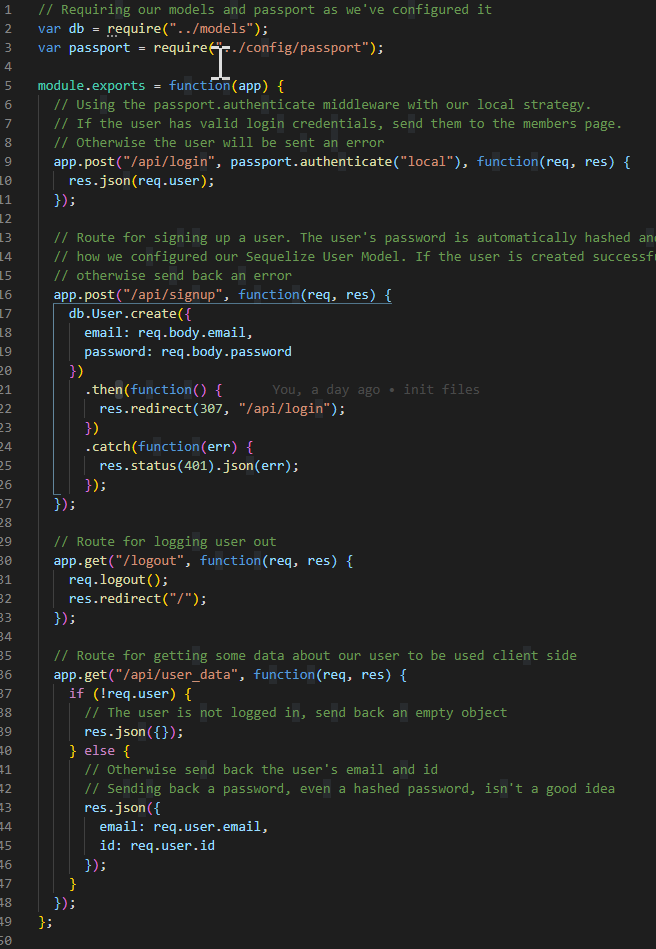 1 // Requiring our models and passport as we've configured it
2 var db = require("../models");
3 var passport = require("../config/passport");
4
5 module.exports = function(app) {
6 // Using the passport.authenticate middleware with our local strategy.
7 // If the user has valid login credentials, send them to the members page.
8 // Otherwise the user will be sent an error
9 app.post("/api/login", passport.authenticate("local"), function(req, res) {
10 res.json(req.user);
11 });
12
13 // Route for signing up a user. The user's password is automatically hashed and
14 // how we configured our Sequelize User Model. If the user is created successfu
15 // otherwise send back an error
16 app.post("/api/signup", function(req, res) {
17 db.User.create({
18 email: req.body.email,
19 password: req.body.password
20 })
21 .then(function() { You, a day ago • init files
22 res.redirect(307, "/api/login");
23 })
24 .catch(function(err) {
25 res.status(401).json(err);
26 });
27 });
28
29 // Route for logging user out
30 app.get("/logout", function(req, res) {
31 req.logout();
32 res.redirect("/");
33 });
34
35 // Route for getting some data about our user to be used client side
36 app.get("/api/user_data", function(req, res) {
37 if (!req.user) {
38 // The user is not logged in, send back an empty object
39 res.json({});
40 } else {
41 // Otherwise send back the user's email and id
42 // Sending back a password, even a hashed password, isn't a good idea
43 res.json({
44 email: req.user.email,
45 id: req.user.id
46 });
47 }
48 });
49 };
50